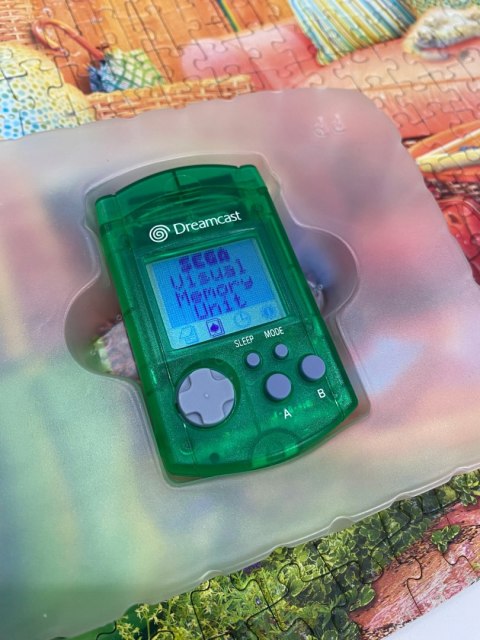 Dreamcast
SEGA
Visual
Memory
Unit
SLEEP MODE
A B